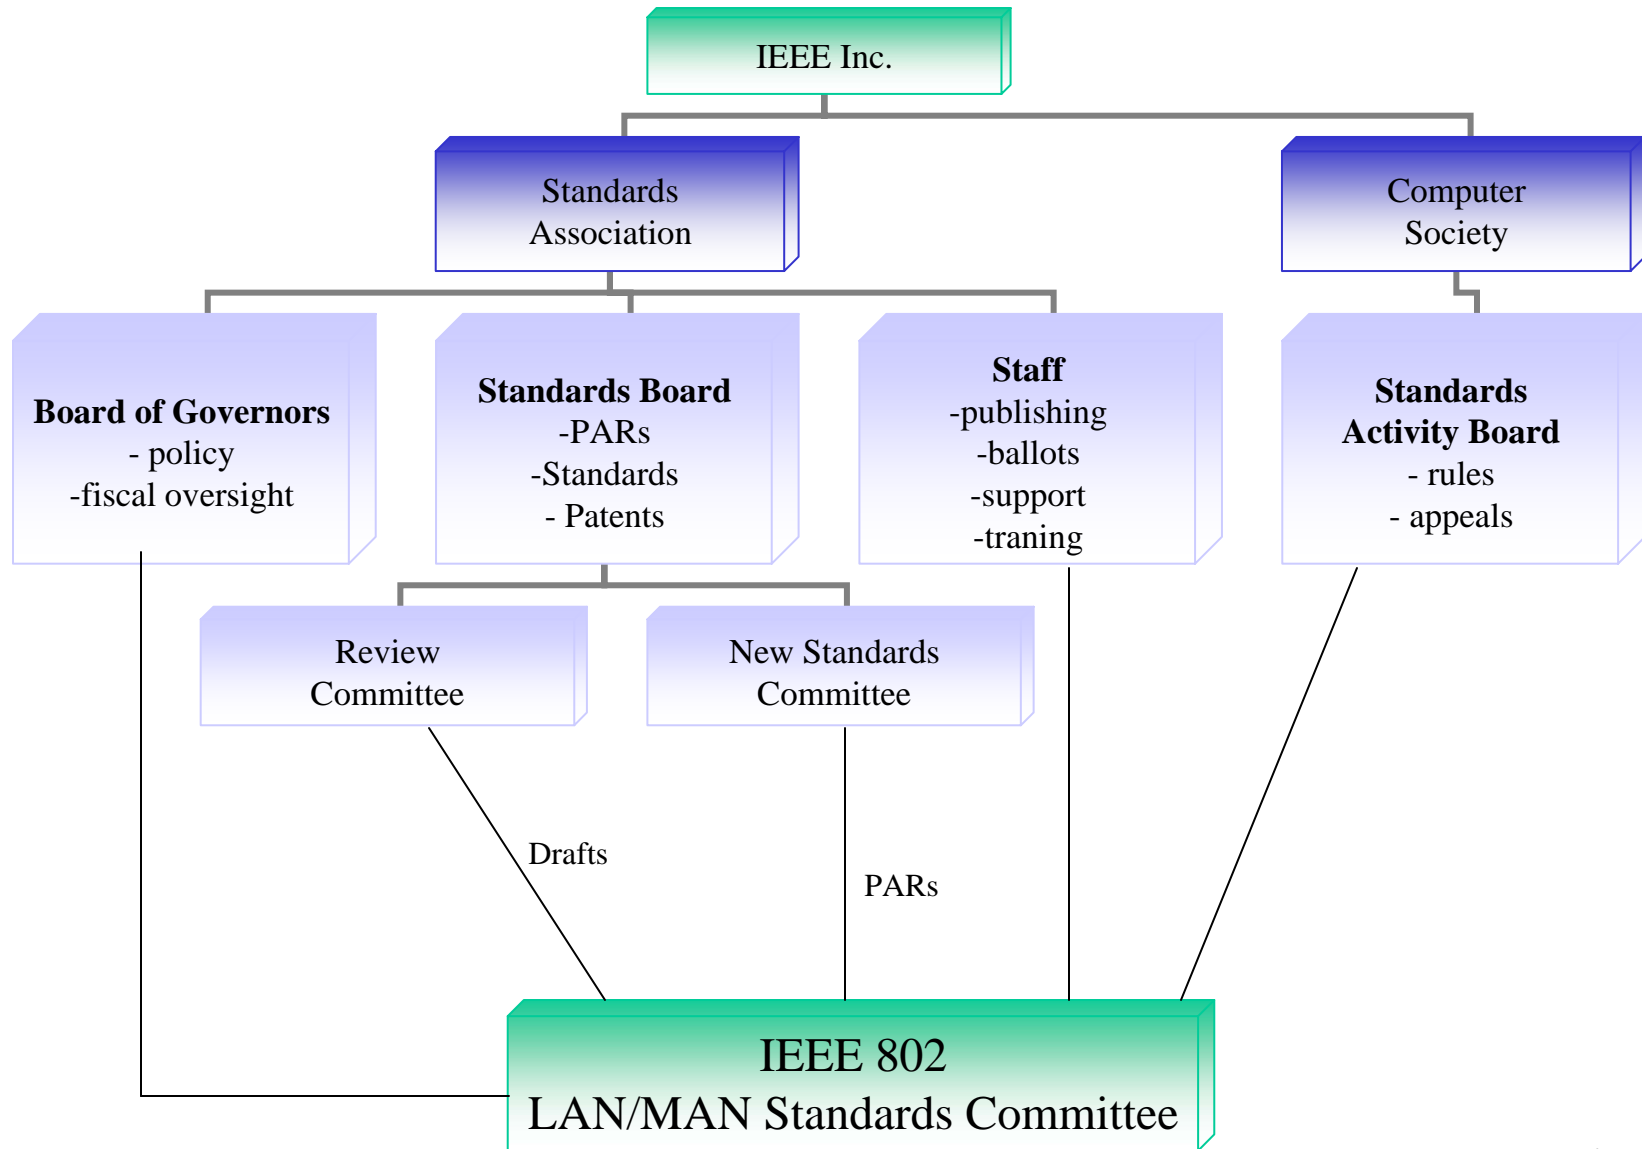 IEEE Inc.
Standards
Association
Computer
Society
Board of Governors
- policy
-fiscal oversight
Standards Board
-PARs
-Standards
- Patents
Staff
-publishing
-ballots
-support
-traning
Standards
Activity Board
- rules
- appeals
Review
Committee
New Standards
Committee
Drafts
PARs
IEEE 802
LAN/MAN Standards Committee